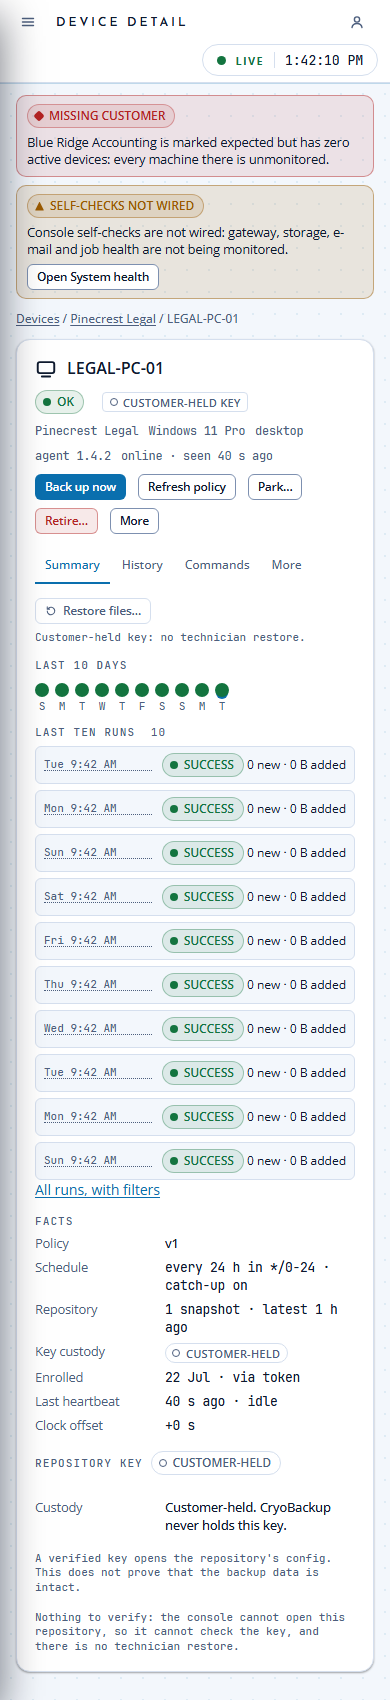 DEVICE DETAIL
LIVE 1:42:10 PM
MISSING CUSTOMER
Blue Ridge Accounting is marked expected but has zero
active devices: every machine there is unmonitored.
SELF-CHECKS NOT WIRED
Console self-checks are not wired: gateway, storage, e-
mail and job health are not being monitored.
Open System health
Devices / Pinecrest Legal / LEGAL-PC-01
LEGAL-PC-01
OK CUSTOMER-HELD KEY
Pinecrest Legal Windows 11 Pro desktop
agent 1.4.2 online · seen 40 s ago
Back up now Refresh policy Park…
Retire… More
Summary History Commands More
Restore files…
Customer-held key: no technician restore.
LAST 10 DAYS
S M T W T F S S M T
LAST TEN RUNS 10
Tue 9:42 AM SUCCESS 0 new · 0 B added
Mon 9:42 AM SUCCESS 0 new · 0 B added
Sun 9:42 AM SUCCESS 0 new · 0 B added
Sat 9:42 AM SUCCESS 0 new · 0 B added
Fri 9:42 AM SUCCESS 0 new · 0 B added
Thu 9:42 AM SUCCESS 0 new · 0 B added
Wed 9:42 AM SUCCESS 0 new · 0 B added
Tue 9:42 AM SUCCESS 0 new · 0 B added
Mon 9:42 AM SUCCESS 0 new · 0 B added
Sun 9:42 AM SUCCESS 0 new · 0 B added
All runs, with filters
FACTS
Policy v1
Schedule every 24 h in */0-24 ·
catch-up on
Repository 1 snapshot · latest 1 h
ago
Key custody CUSTOMER-HELD
Enrolled 22 Jul · via token
Last heartbeat 40 s ago · idle
Clock offset +0 s
REPOSITORY KEY CUSTOMER-HELD
Custody Customer-held. CryoBackup
never holds this key.
A verified key opens the repository's config.
This does not prove that the backup data is
intact.
Nothing to verify: the console cannot open this
repository, so it cannot check the key, and
there is no technician restore.